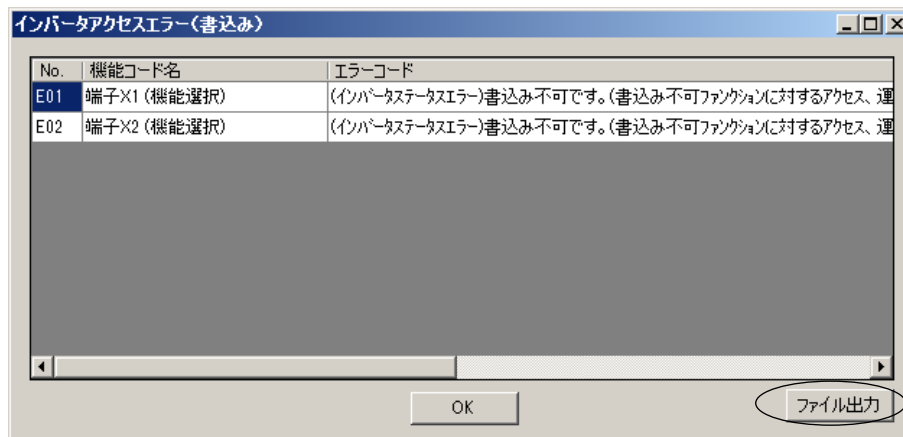 インバータアクセスエラー(書込み)
No. 機能コード名 エラーコード
E01 端子X1 (機能選択) (インバータステータスエラー)書込み不可です。(書込み不可ファンクションに対するアクセス、運
E02 端子X2 (機能選択) (インバータステータスエラー)書込み不可です。(書込み不可ファンクションに対するアクセス、運
OK ファイル出力